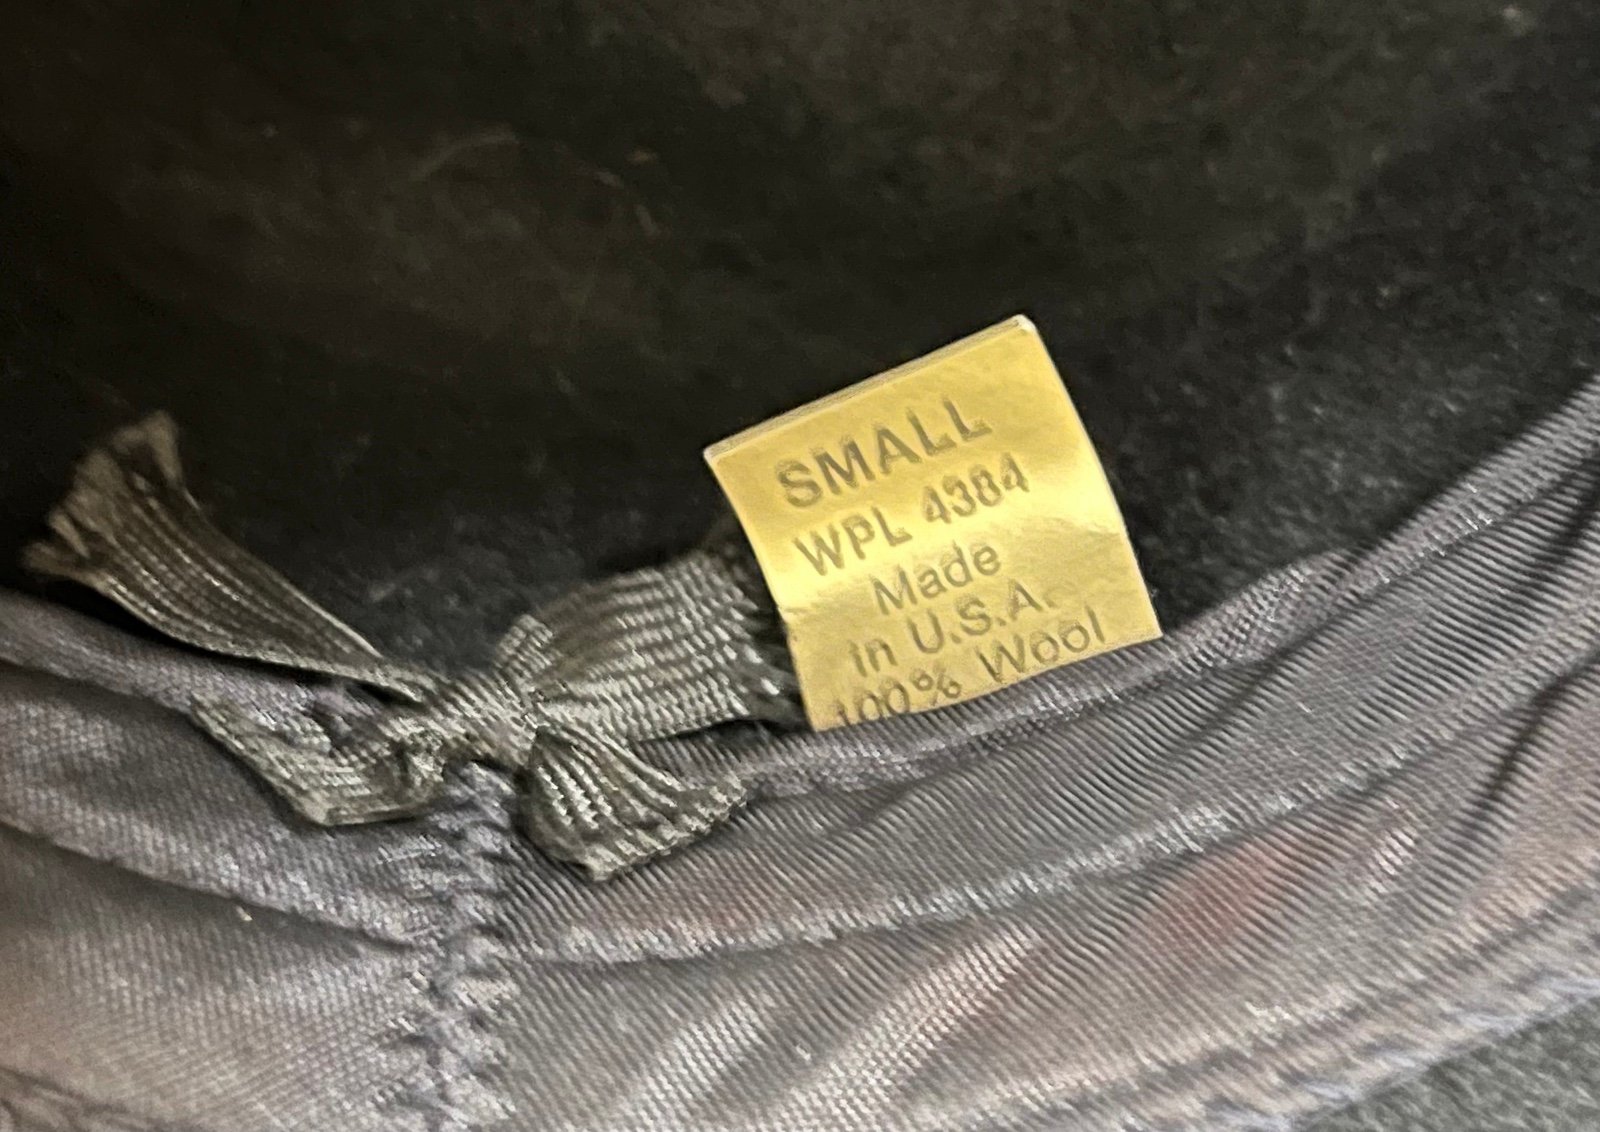 SMALL
WPL 4384
Made
in U.S.A.
100% Wool